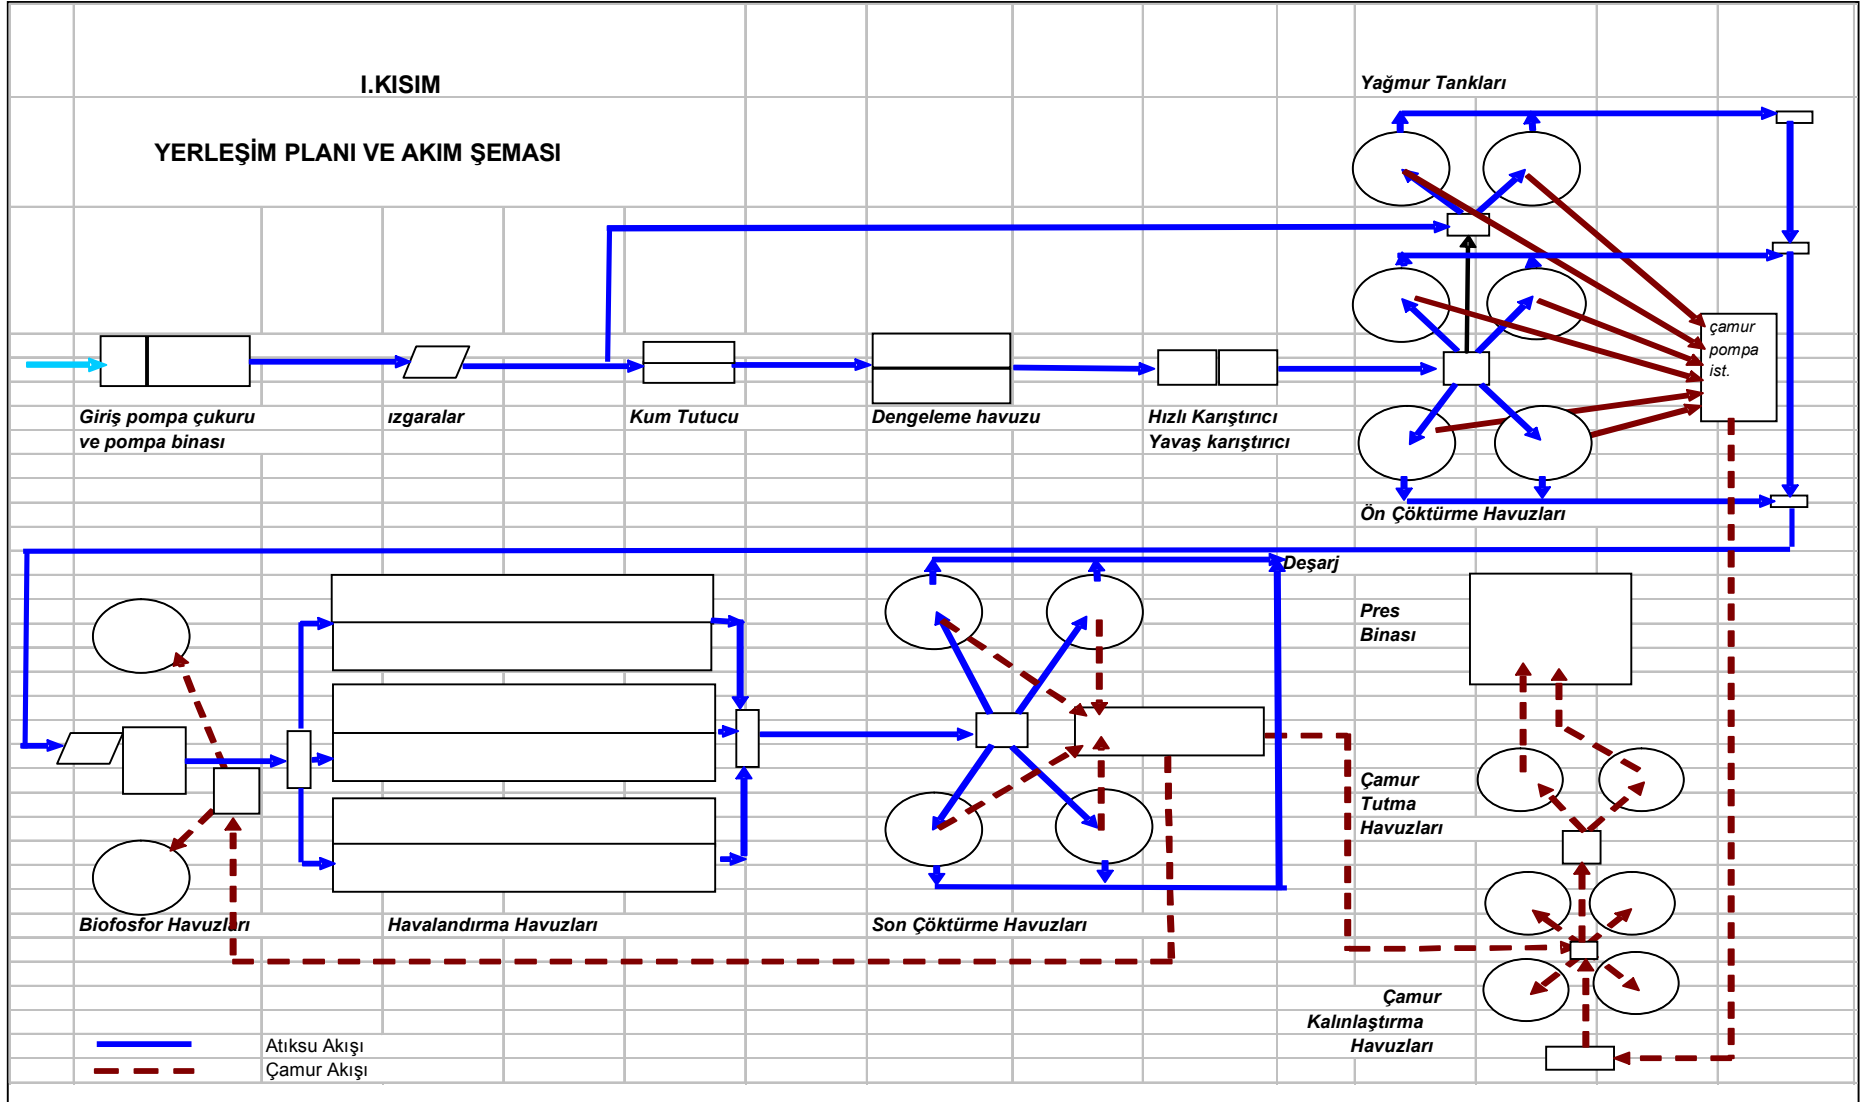 I.KISIM
Yağmur Tankları
YERLEŞİM PLANI VE AKIM ŞEMASI
çamur
pompa
ist.
Giriş pompa çukuru
ve pompa binası
ızgaralar
Kum Tutucu
Dengeleme havuzu
Hızlı Karıştırıcı
Yavaş karıştırıcı
Ön Çöktürme Havuzları
Deşarj
Pres
Binası
Çamur
Tutma
Havuzları
Biofosfor Havuzları
Havalandırma Havuzları
Son Çöktürme Havuzları
Çamur
Kalınlaştırma
Havuzları
Atıksu Akışı
Çamur Akışı